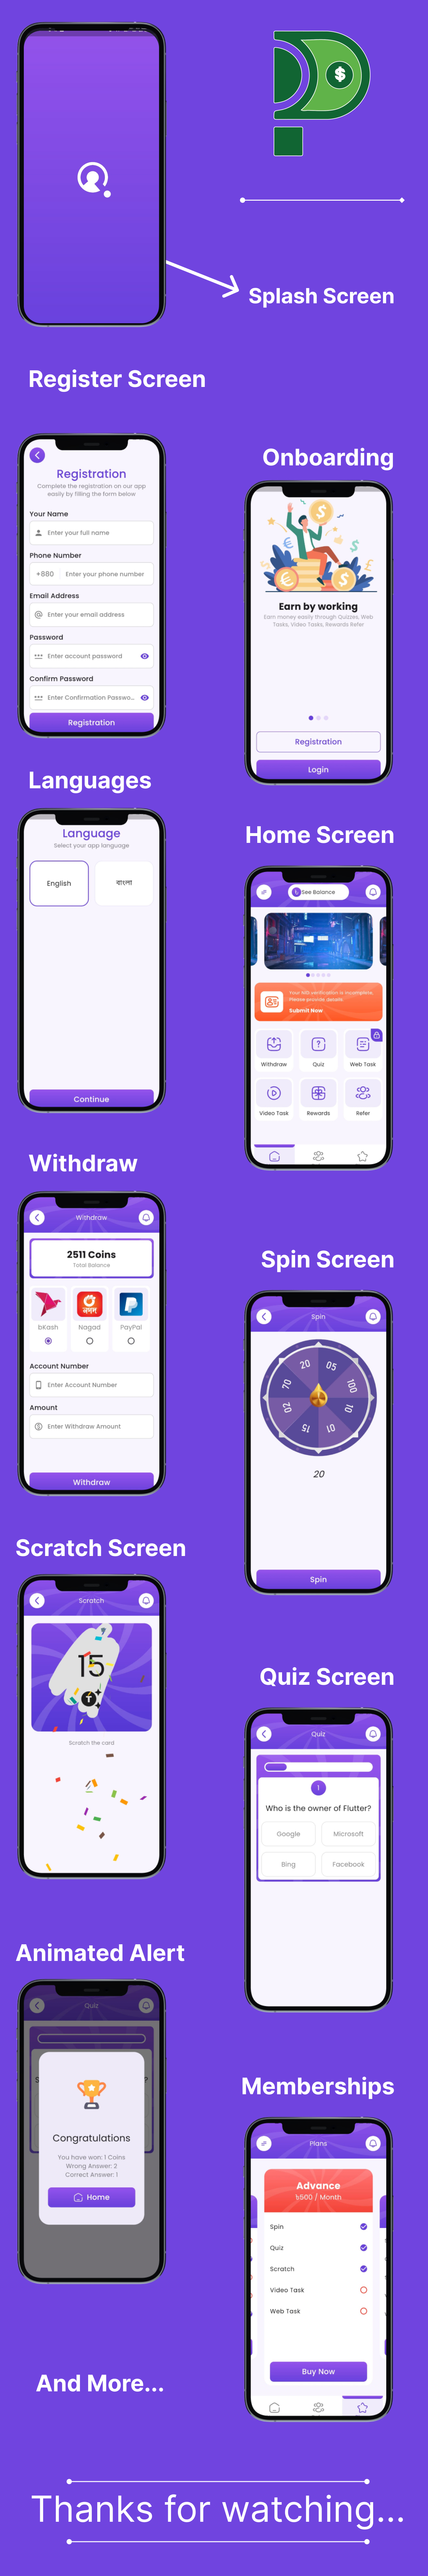 $
Splash Screen
Register Screen
Registration
Complete the registration on our app
easily by filling the form below
Your Name
Enter your full name
Phone Number
+880 Enter your phone number
Email Address
Enter your email address
Password
Enter account password
Confirm Password
Enter Confirmation Passwo...
Registration
Onboarding
Earn by working
Earn money easily through Quizzes, Web
Tasks, Video Tasks, Rewards Refer
Registration
Login
Languages
Language
Select your app language
English
বাংলা
Continue
Home Screen
See Balance
Your NID verification is incomplete.
Please provide details.
Submit Now
Withdraw
Quiz
Web Task
Video Task
Rewards
Refer
Withdraw
Withdraw
2511 Coins
Total Balance
bKash
নগদ
Nagad
PayPal
Account Number
Enter Account Number
Amount
Enter Withdraw Amount
Withdraw
Spin Screen
Spin
20
05
100
10
01
15
02
70
20
Spin
Scratch Screen
Scratch
15
Scratch the card
Quiz Screen
Quiz
1
Who is the owner of Flutter?
Google
Microsoft
Bing
Facebook
Animated Alert
Quiz
Congratulations
You have won: 1 Coins
Wrong Answer: 2
Correct Answer: 1
Home
Memberships
Plans
Advance
৳500 / Month
Spin
Quiz
Scratch
Video Task
Web Task
Buy Now
And More...
Thanks for watching...